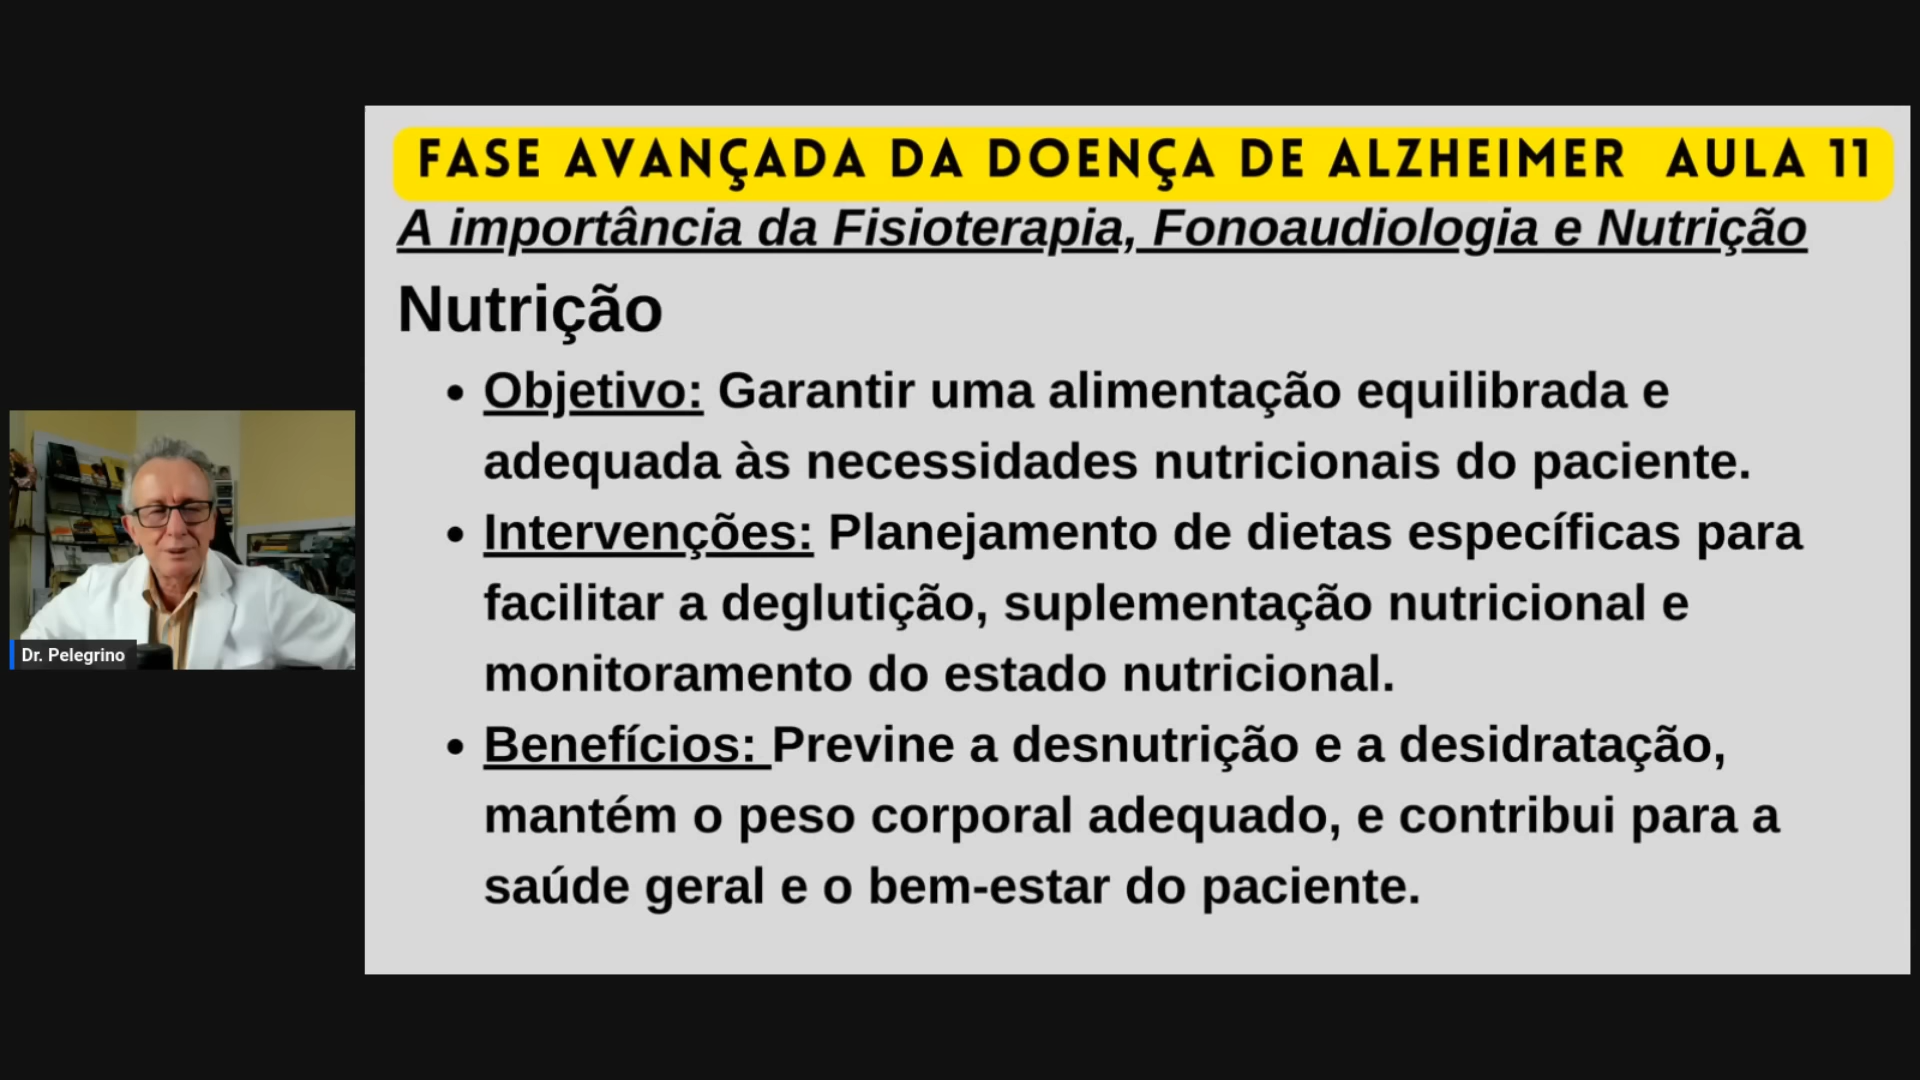 FASE AVANÇADA DA DOENÇA DE ALZHEIMER AULA 11
A importância da Fisioterapia, Fonoaudiologia e Nutrição
Nutrição
• Objetivo: Garantir uma alimentação equilibrada e
adequada às necessidades nutricionais do paciente.
• Intervenções: Planejamento de dietas específicas para
facilitar a deglutição, suplementação nutricional e
monitoramento do estado nutricional.
• Benefícios: Previne a desnutrição e a desidratação,
mantém o peso corporal adequado, e contribui para a
saúde geral e o bem-estar do paciente.
Dr. Pelegrino